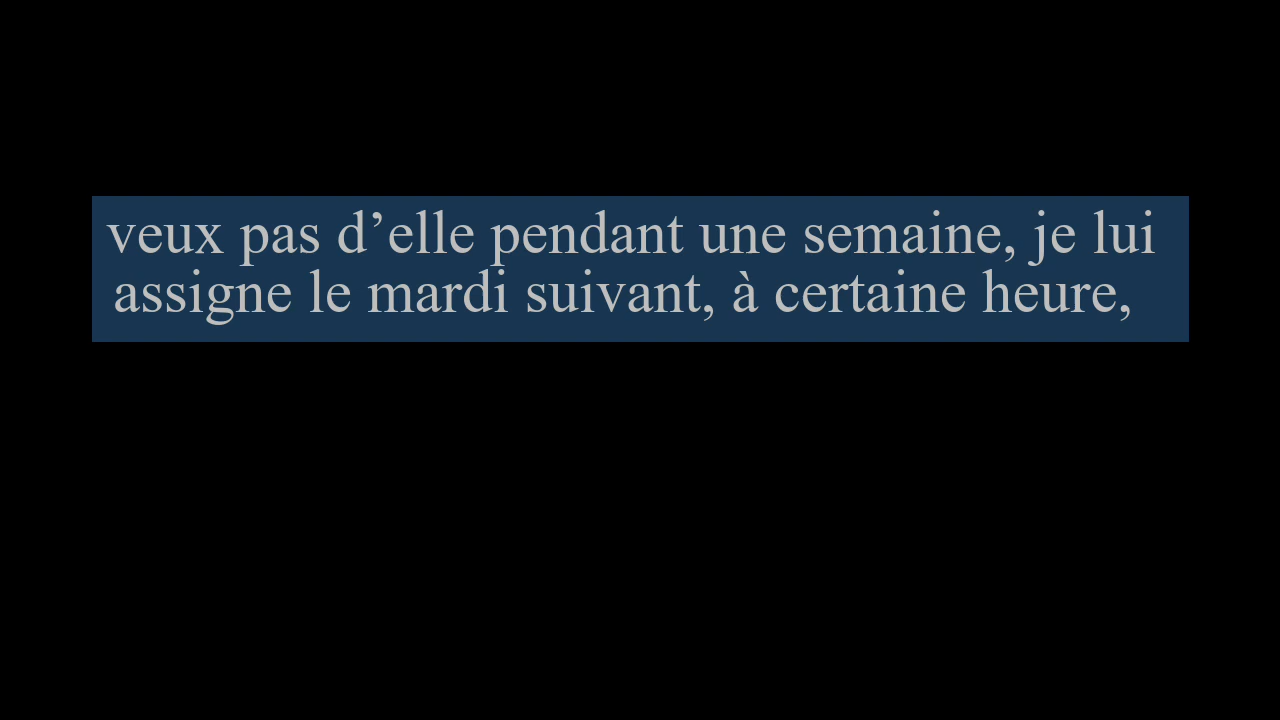 veux pas d’elle pendant une semaine, je lui
assigne le mardi suivant, à certaine heure,